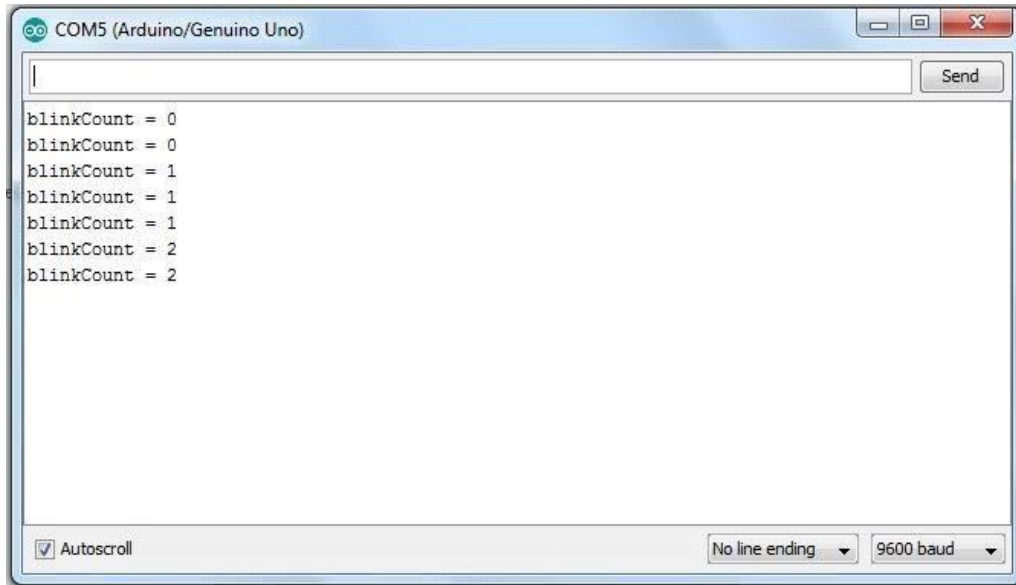 COM5 (Arduino/Genuino Uno)
Send
blinkCount = 0
blinkCount = 0
blinkCount = 1
blinkCount = 1
blinkCount = 1
blinkCount = 2
blinkCount = 2
Autoscroll
No line ending
9600 baud